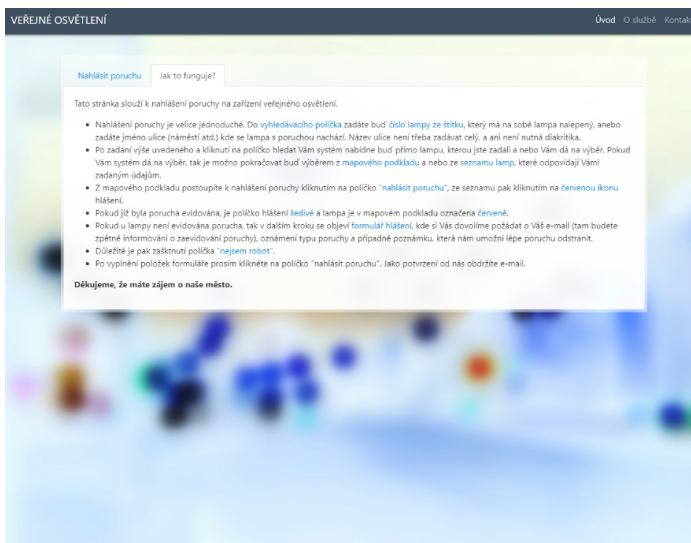 VEŘEJNÉ OSVĚTLENÍ
Úvod O službě Kontak
Nahlásit poruchu Jak to funguje?
Tato stránka slouží k nahlášení poruchy na zařízení veřejného osvětlení.
• Nahlášení poruchy je velice jednoduché. Do vyhledávacího políčka zadáte buď číslo lampy ze štítku, který má na sobě lampa nalepený, anebo
zadáte jméno ulice (náměstí atd.) kde se lampa s poruchou nachází. Název ulice není třeba zadávat celý, a ani není nutná diakritika.
• Po zadání výše uvedeného a kliknutí na políčko hledat Vám systém nabídne buď přímo lampu, kterou jste zadali a nebo Vám dá na výběr. Pokud
Vám systém dá na výběr, tak je možno pokračovat buď výběrem z mapového podkladu a nebo ze seznamu lamp, které odpovídají Vámi
zadaným údajům.
• Z mapového podkladu postoupíte k nahlášení poruchy kliknutím na políčko "nahlásit poruchu", ze seznamu pak kliknutím na červenou ikonu
hlášení.
• Pokud již byla porucha evidována, je políčko hlášení šedivé a lampa je v mapovém podkladu označena červeně.
• Pokud u lampy není evidována porucha, tak v dalším kroku se objeví formulář hlášení, kde si Vás dovolíme požádat o Váš e-mail (tam budete
zpětně informováni o zaevidování poruchy), oznámení typu poruchy a případně poznámku, která nám umožní lépe poruchu odstranit.
• Důležité je pak zaštknutí políčka "nejsem robot".
• Po vyplnění položek formuláře prosím klikněte na políčko "nahlásit poruchu". Jako potvrzení od nás obdržíte e-mail.
Děkujeme, že máte zájem o naše město.